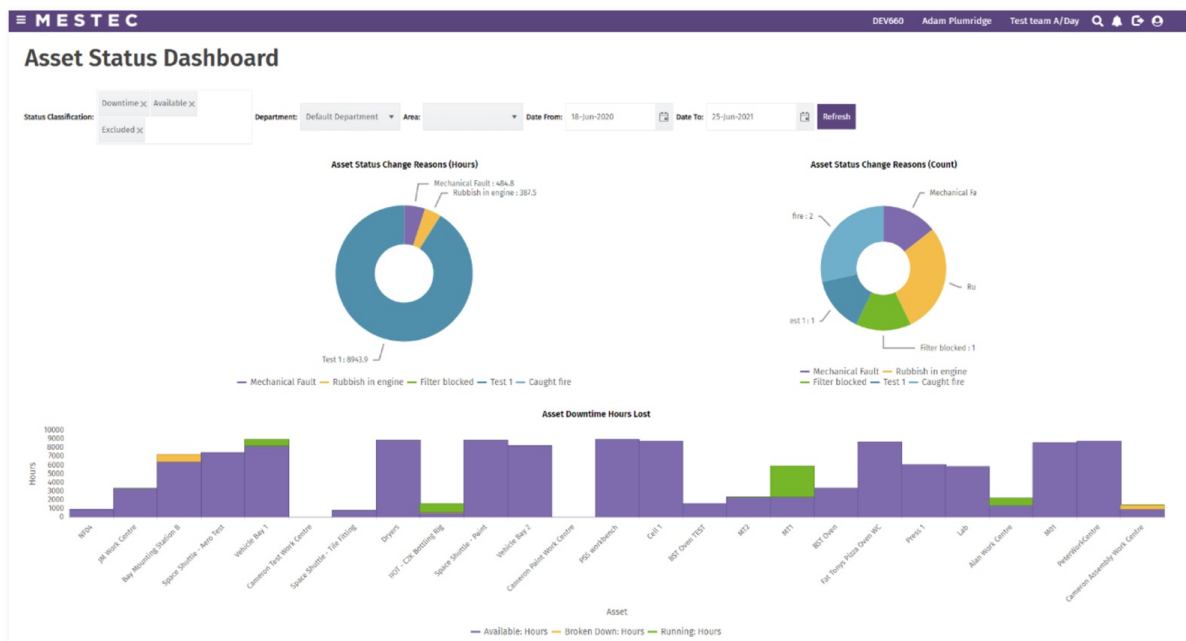 MESTEC
DEV660 Adam Plumridge Test team A/Day
Asset Status Dashboard
Status Classification: Downtime × Available × Excluded × Department: Default Department Area: Date From: 18-Jun-2020 Date To: 25-Jun-2021 Refresh
Asset Status Change Reasons (Hours)
Mechanical Fault : 484.8
Rubbish in engine : 387.5
Test 1 : 8943.9
Mechanical Fault Rubbish in engine Filter blocked Test 1 Caught fire
Asset Status Change Reasons (Count)
Mechanical Fa
fire : 2
Ru
est 1 : 1
Filter blocked : 1
Mechanical Fault Rubbish in engine
Filter blocked Test 1 Caught fire
Asset Downtime Hours Lost
Hours
10000
9000
8000
7000
6000
5000
4000
3000
2000
1000
0
NF04
JM Work Centre
Bay Mounting Station B
Space Shuttle - Aero Test
Vehicle Bay 1
Cameron Test Work Centre
Space Shuttle - Tile Fitting
Dryers
HOT - C2K Bottling Rig
Space Shuttle - Paint
Vehicle Bay 2
Cameron Paint Work Centre
PSS workbench
Cell 1
BST Oven TEST
MT2
MT1
BST Oven
Fat Tonys Pizza Oven WC
Press 1
Lab
Alan Work Centre
M01
PeterWorkCentre
Cameron Assembly Work Centre
Asset
Available: Hours Broken Down: Hours Running: Hours